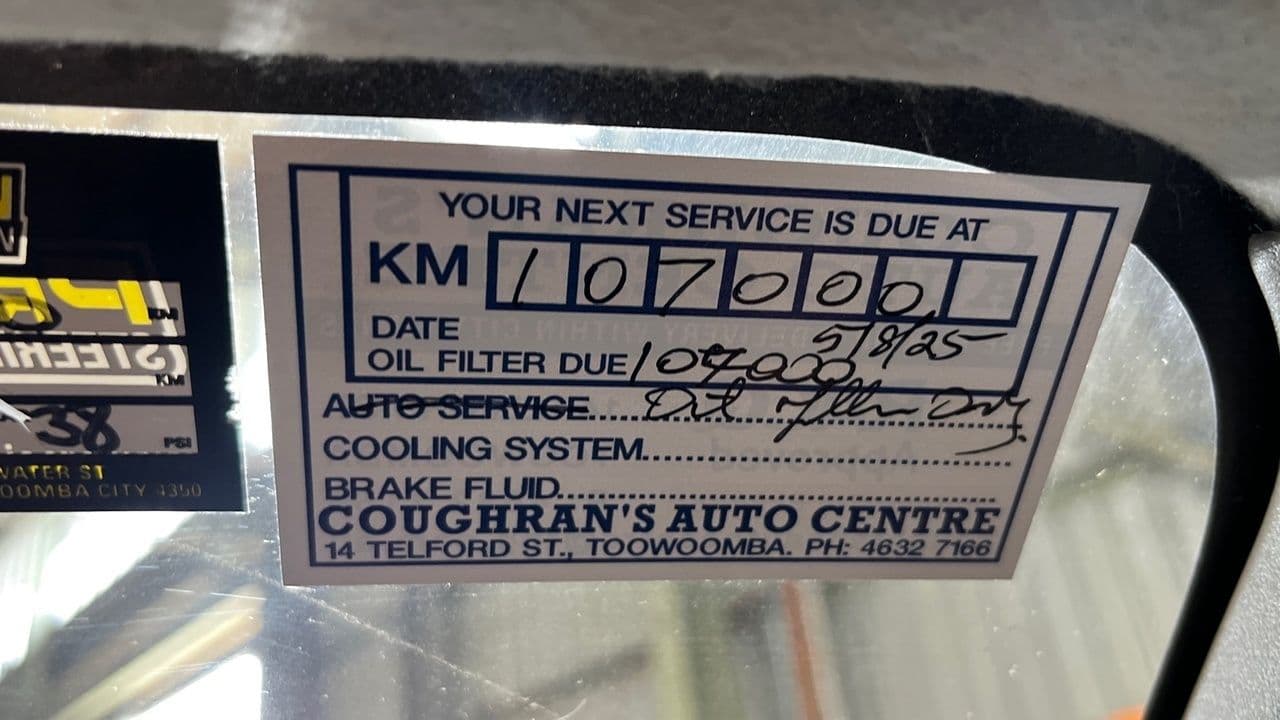 YOUR NEXT SERVICE IS DUE AT
KM 107000
DATE 5/8/25
OIL FILTER DUE 107000
AUTO SERVICE........ Oil Filter Only.
COOLING SYSTEM........
BRAKE FLUID........
COUGHRAN'S AUTO CENTRE
14 TELFORD ST., TOOWOOMBA. PH: 4632 7166
KM
KM
38 PSI
WATER ST
OOMBA CITY 4350